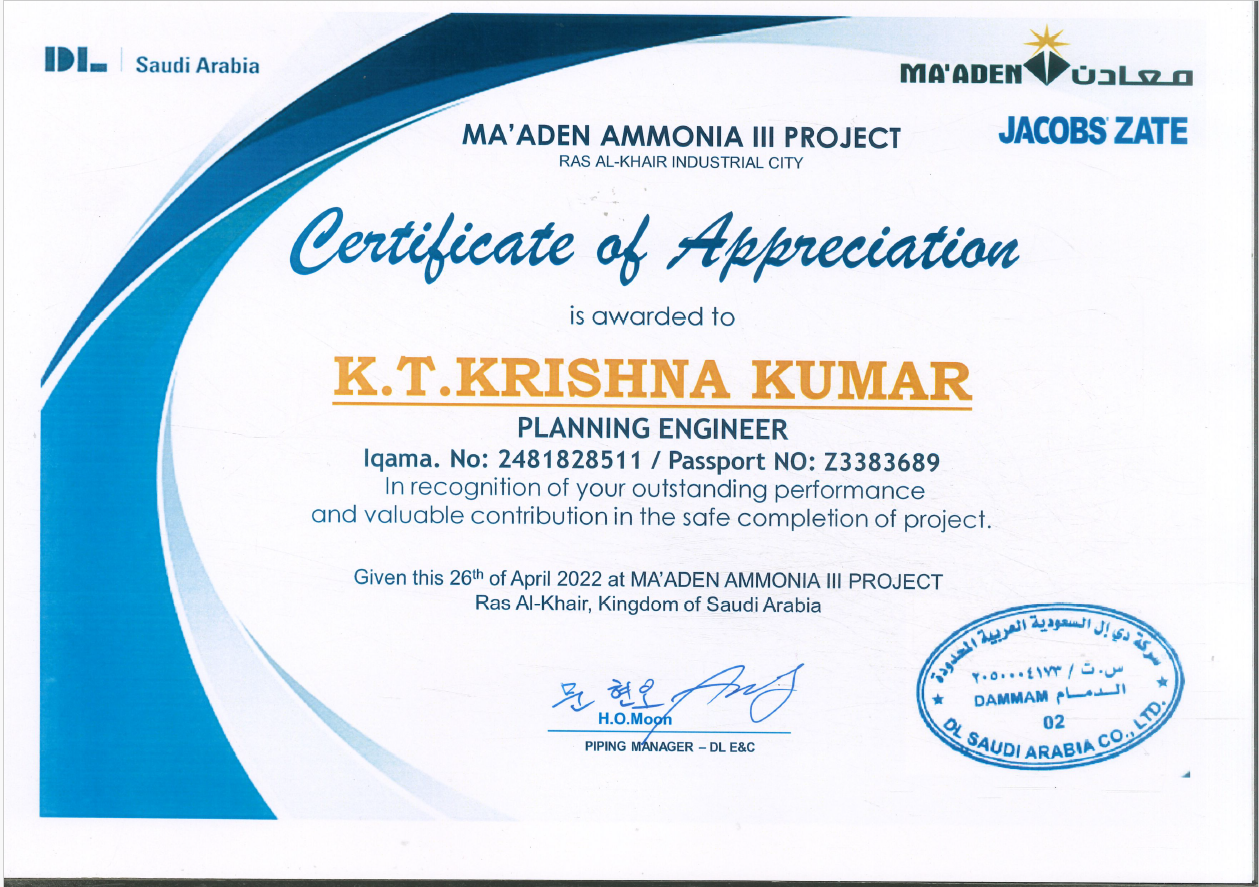 DL Saudi Arabia
MA'ADEN معادن
JACOBS ZATE
MA'ADEN AMMONIA III PROJECT
RAS AL-KHAIR INDUSTRIAL CITY
Certificate of Appreciation
is awarded to
K.T.KRISHNA KUMAR
PLANNING ENGINEER
Iqama. No: 2481828511 / Passport NO: Z3383689
In recognition of your outstanding performance
and valuable contribution in the safe completion of project.
Given this 26th of April 2022 at MA'ADEN AMMONIA III PROJECT
Ras Al-Khair, Kingdom of Saudi Arabia
문 현오
H.O.Moon
PIPING MANAGER – DL E&C
شركة دي إل السعودية العربية المحدودة
س.ت / ٢٠٥٠٠٠٤١٧٣
DAMMAM الدمام
02
DL SAUDI ARABIA CO., LTD.